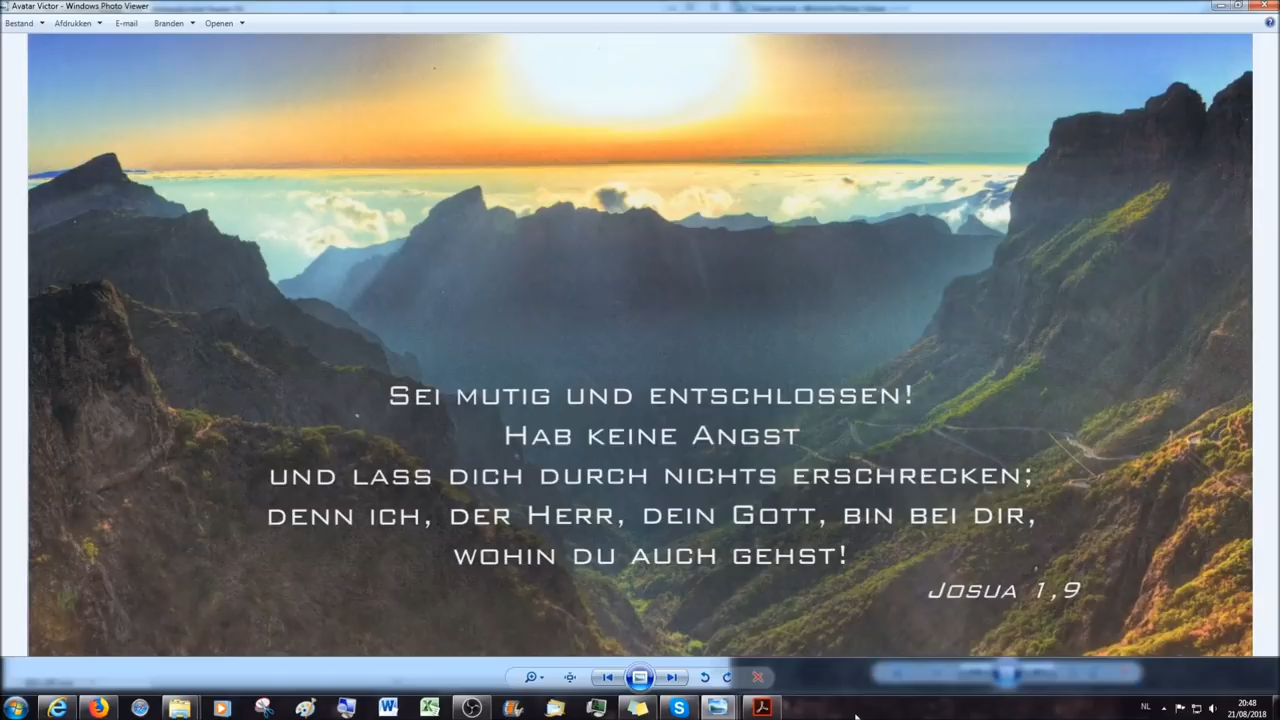 Avatar Victor - Windows Photo Viewer
Bestand Afdrukken E-mail Branden Openen
SEI MUTIG UND ENTSCHLOSSEN!
HAB KEINE ANGST
UND LASS DICH DURCH NICHTS ERSCHRECKEN;
DENN ICH, DER HERR, DEIN GOTT, BIN BEI DIR,
WOHIN DU AUCH GEHST!
JOSUA 1,9
NL
20:48
21/08/2018